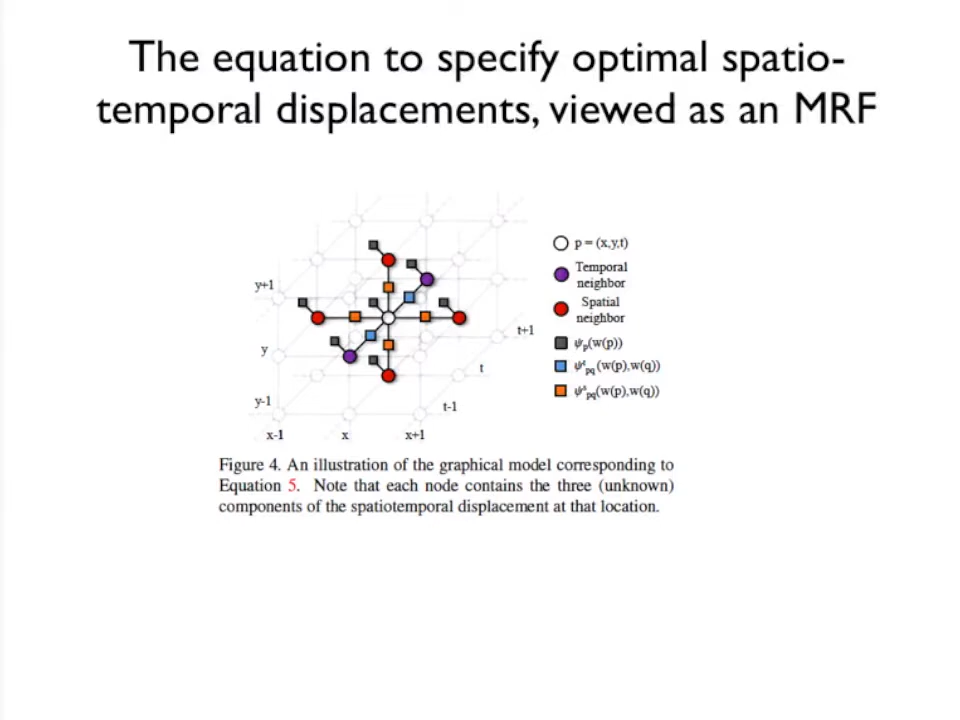 The equation to specify optimal spatio-
temporal displacements, viewed as an MRF
y+1
y
y-1
x-1
x
x+1
t-1
t
t+1
p = (x,y,t)
Temporal
neighbor
Spatial
neighbor
ψp(w(p))
ψᵗpq(w(p),w(q))
ψˢpq(w(p),w(q))
Figure 4. An illustration of the graphical model corresponding to
Equation 5. Note that each node contains the three (unknown)
components of the spatiotemporal displacement at that location.